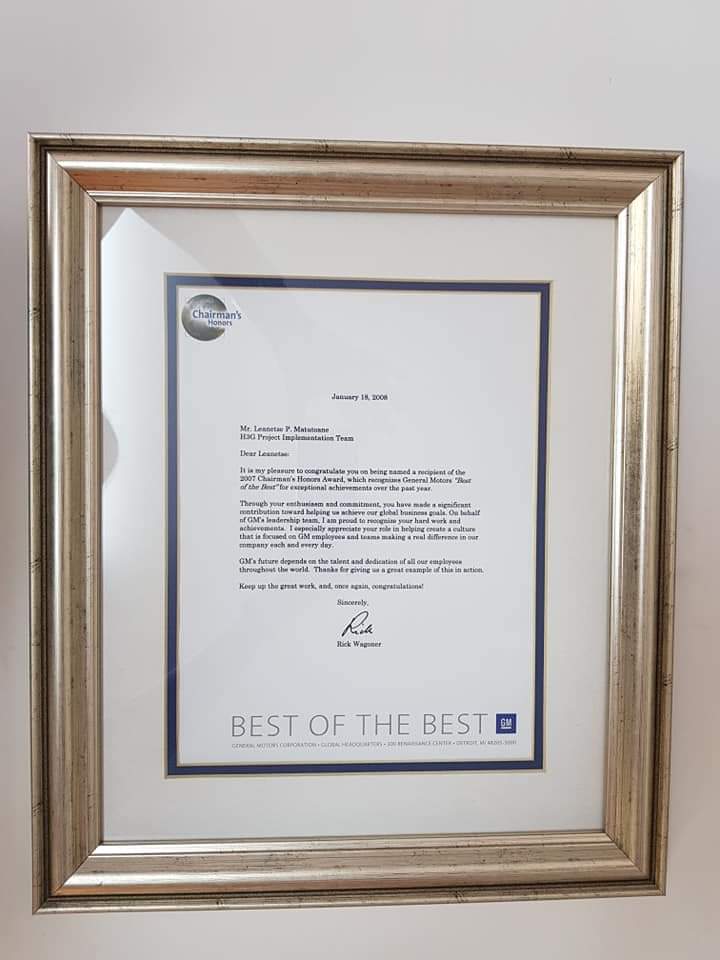 Chairman's
Honors
January 18, 2008
Mr. Leanetse P. Matutoane
H3G Project Implementation Team
Dear Leanetse:
It is my pleasure to congratulate you on being named a recipient of the
2007 Chairman's Honors Award, which recognizes General Motors "Best
of the Best" for exceptional achievements over the past year.
Through your enthusiasm and commitment, you have made a significant
contribution toward helping us achieve our global business goals. On behalf
of GM's leadership team, I am proud to recognize your hard work and
achievements. I especially appreciate your role in helping create a culture
that is focused on GM employees and teams making a real difference in our
company each and every day.
GM's future depends on the talent and dedication of all our employees
throughout the world. Thanks for giving us a great example of this in action.
Keep up the great work, and, once again, congratulations!
Sincerely,
Rick
Rick Wagoner
BEST OF THE BEST GM
GENERAL MOTORS CORPORATION • GLOBAL HEADQUARTERS • 300 RENAISSANCE CENTER • DETROIT, MI